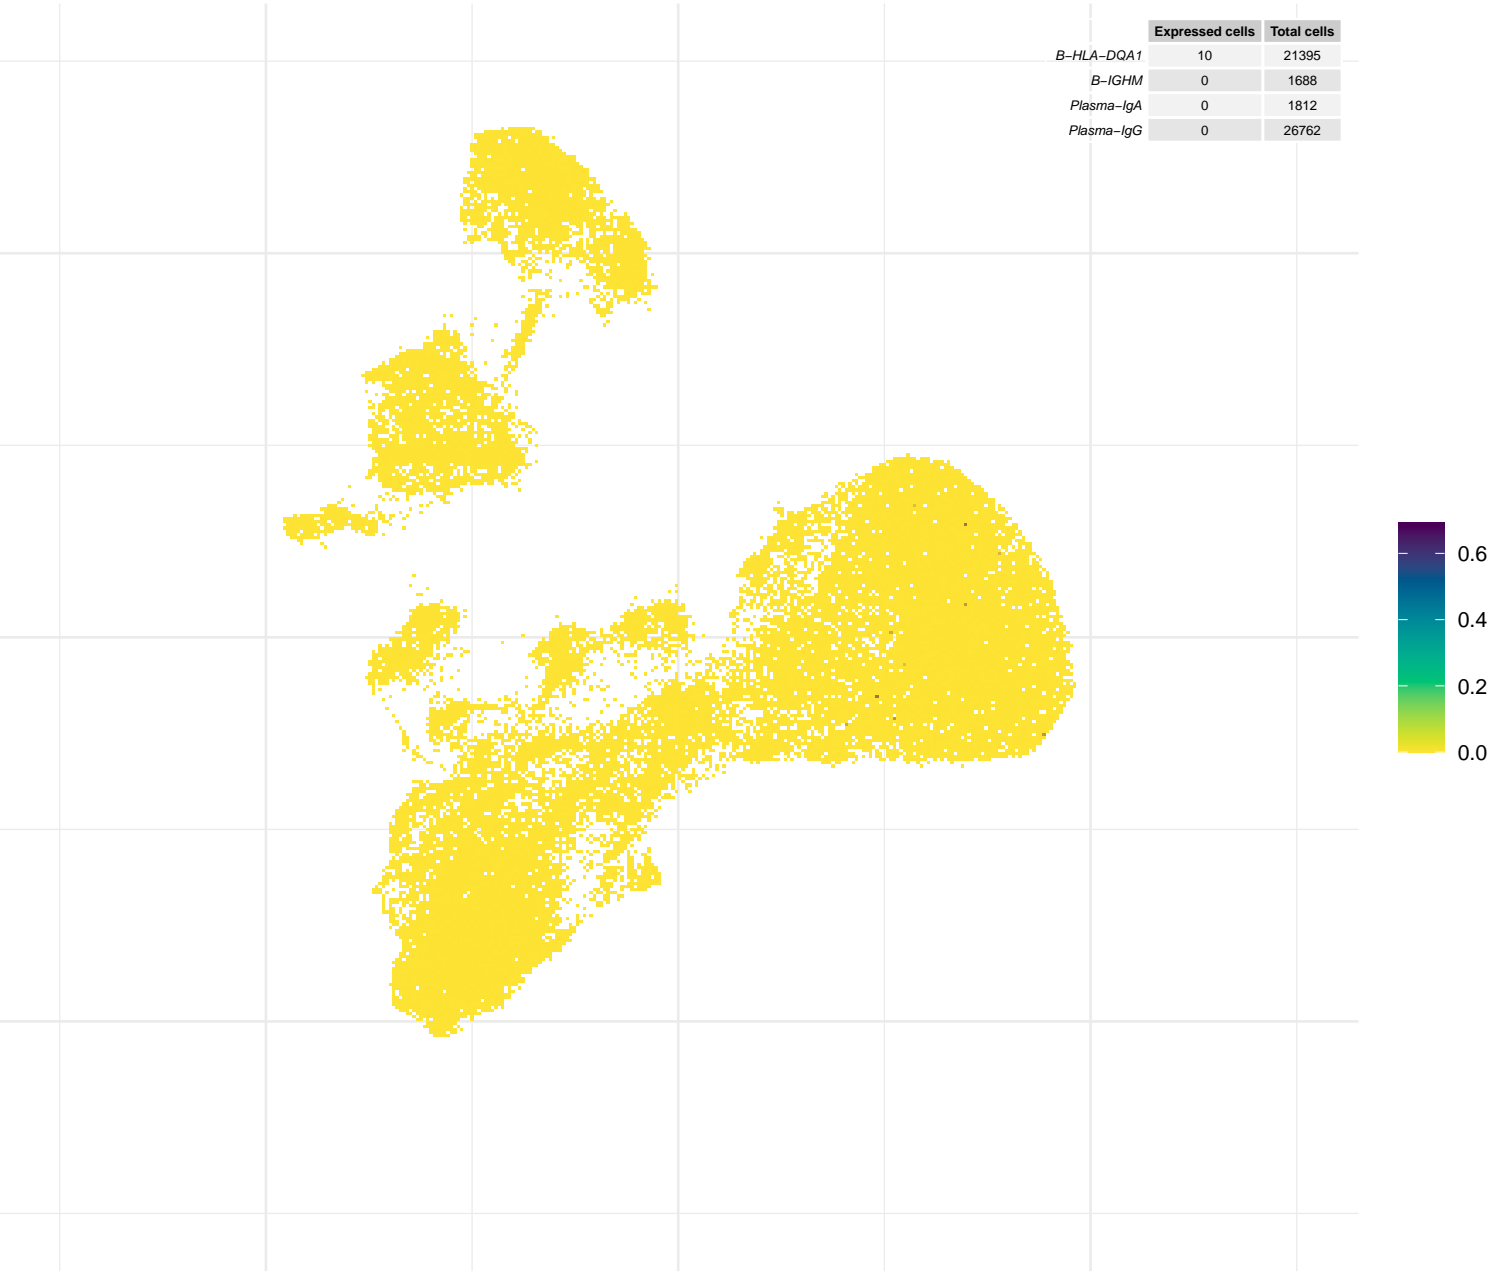 Expressed cells Total cells
B−HLA−DQA1 10 21395
B−IGHM 0 1688
Plasma−IgA 0 1812
Plasma−IgG 0 26762
0.6
0.4
0.2
0.0